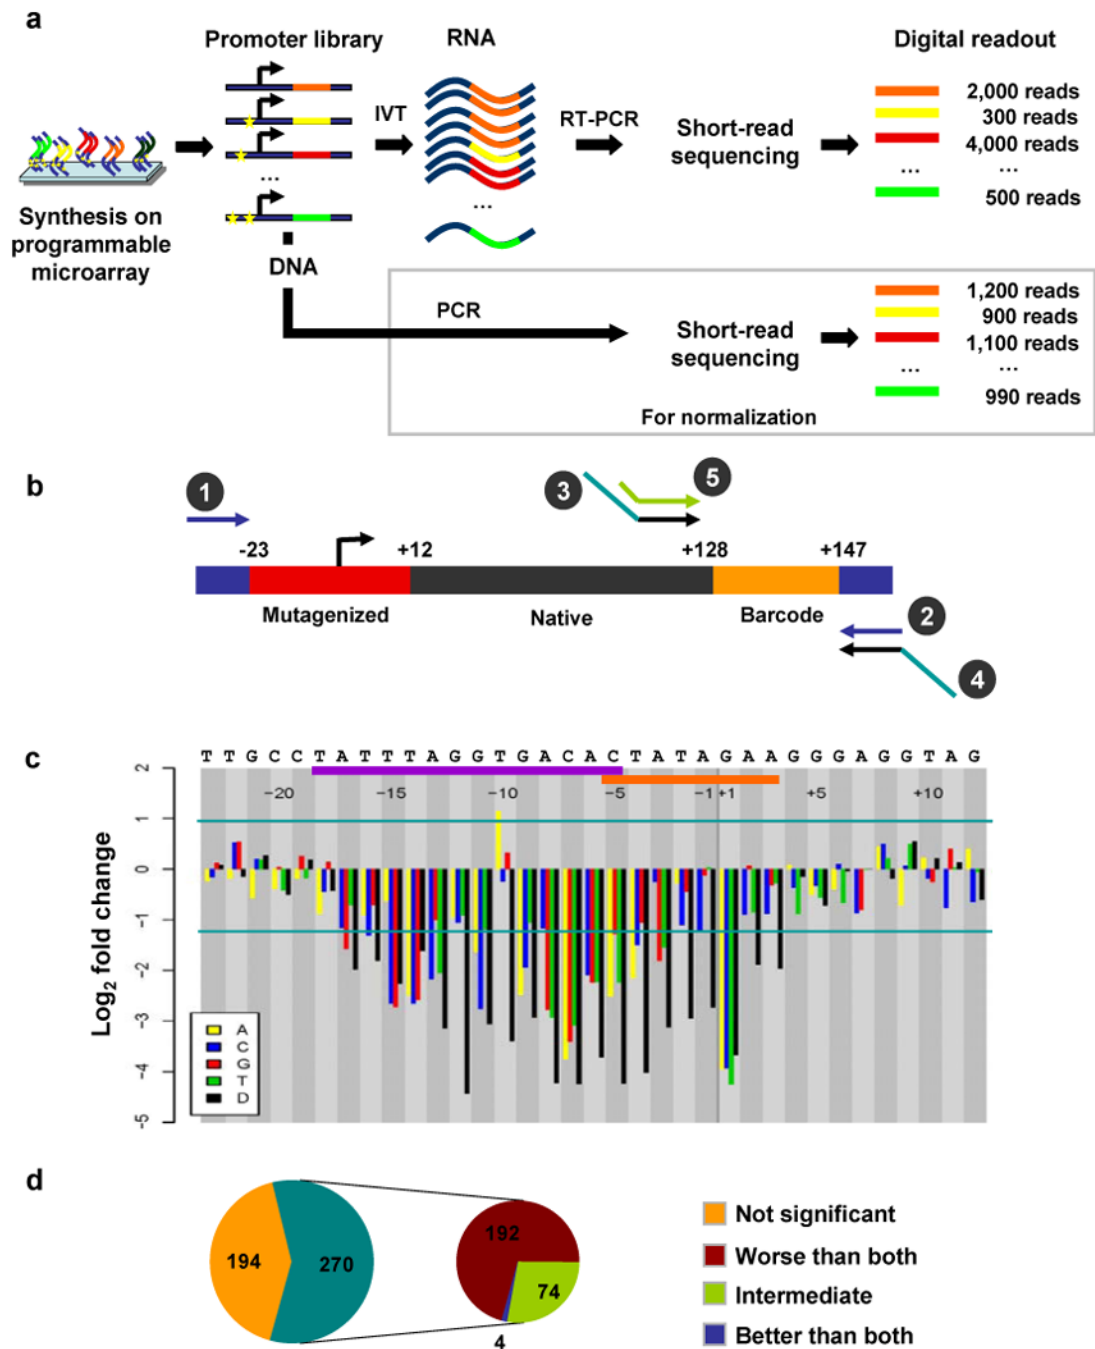 a
Promoter library
RNA
Digital readout
IVT
RT-PCR
Short-read
sequencing
2,000 reads
300 reads
4,000 reads
... ...
500 reads
...
...
Synthesis on
programmable
microarray
DNA
PCR
Short-read
sequencing
1,200 reads
900 reads
1,100 reads
... ...
990 reads
For normalization
b
1
3
5
-23
+12
+128
+147
Mutagenized
Native
Barcode
2
4
c
T T G C C T A T T T A G G T G A C A C T A T A G A A G G G A G G T A G
-20 -15 -10 -5 -1 +1 +5 +10
Log2 fold change
2
1
0
-1
-2
-3
-4
-5
A
C
G
T
D
d
194
270
192
74
4
Not significant
Worse than both
Intermediate
Better than both